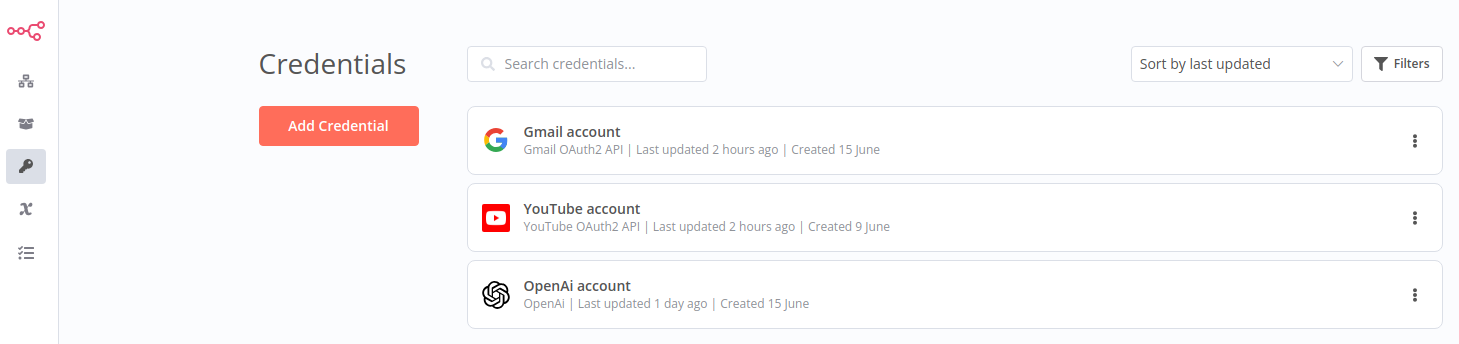 Credentials
Search credentials...
Sort by last updated
Filters
Add Credential
Gmail account
Gmail OAuth2 API | Last updated 2 hours ago | Created 15 June
YouTube account
YouTube OAuth2 API | Last updated 2 hours ago | Created 9 June
OpenAi account
OpenAi | Last updated 1 day ago | Created 15 June